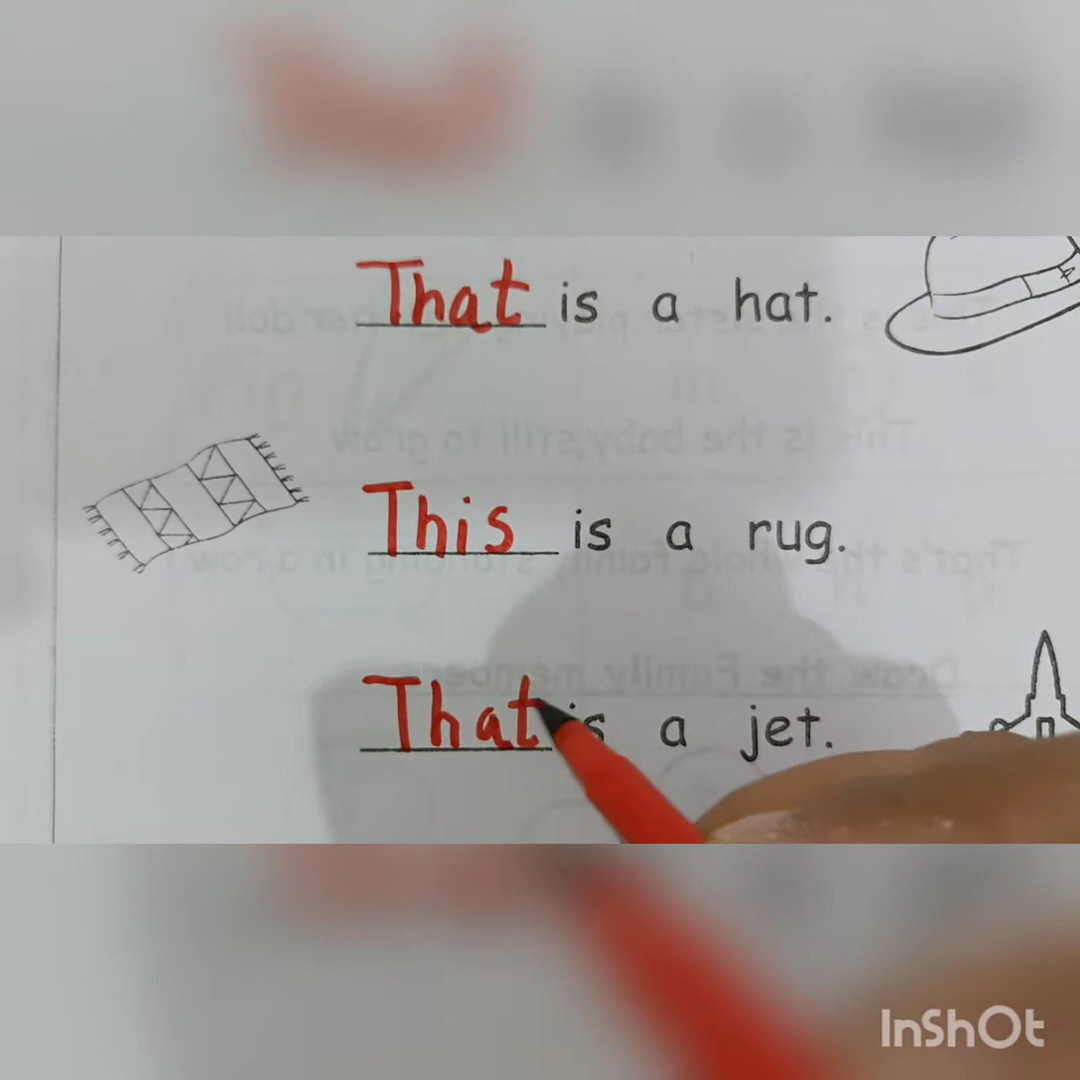 That is a hat.
This is a rug.
That is a jet.
InShOt